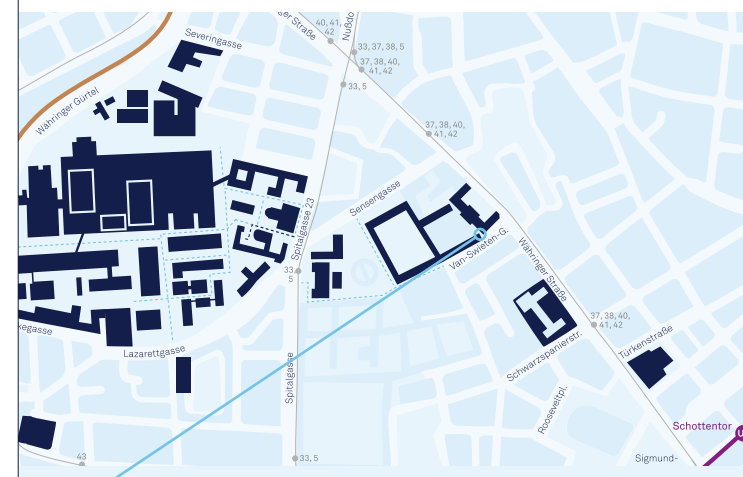 ger Straße
Nußdo
40, 41,
42
33, 37, 38, 5
Severingasse
37, 38, 40,
41, 42
33, 5
Währinger Gürtel
37, 38, 40,
41, 42
Sensengasse
Spitalgasse 23
Van-Swieten-G.
Währinger Straße
33,
5
37, 38, 40,
41, 42
kegasse
Lazarettgasse
Schwarzspanierstr.
Türkenstraße
Spitalgasse
Rooseveltpl.
Schottentor
U
43
33, 5
Sigmund-